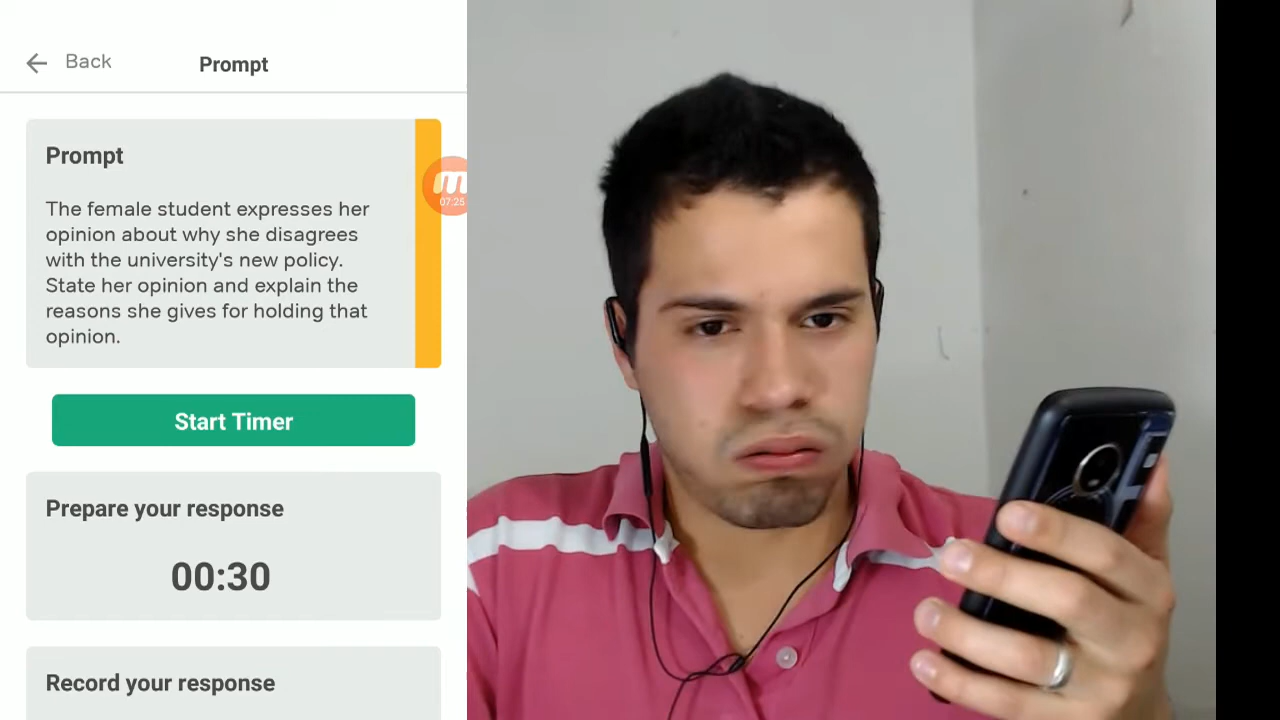 Back
Prompt
Prompt
The female student expresses her
opinion about why she disagrees
with the university's new policy.
State her opinion and explain the
reasons she gives for holding that
opinion.
m
07:25
Start Timer
Prepare your response
00:30
Record your response